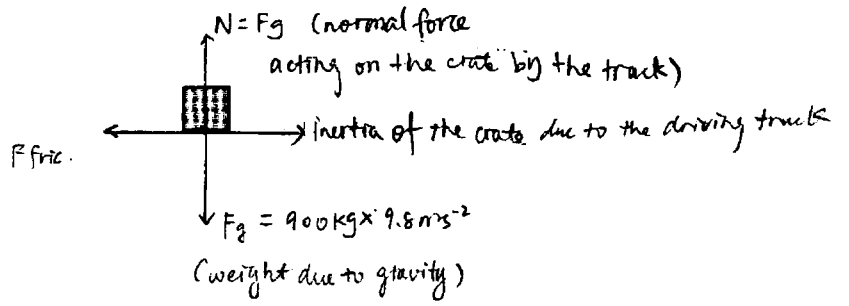 N = Fg (normal force
acting on the crate by the track)
inertia of the crate due to the driving truck
F fric.
Fg = 900kg × 9.8ms⁻²
(weight due to gravity)